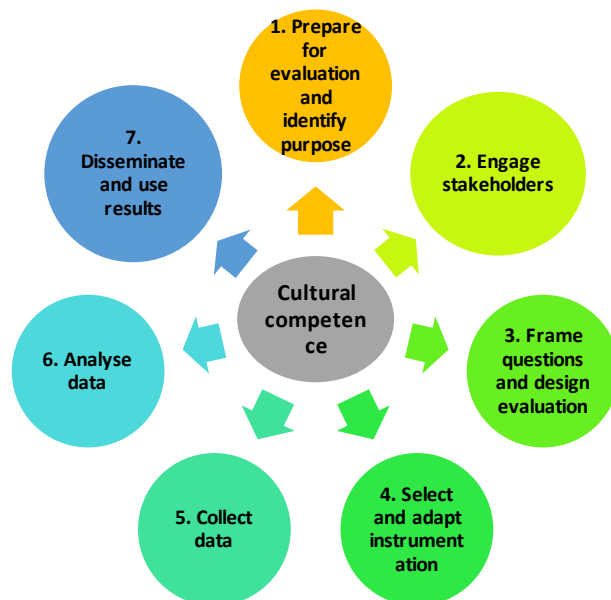 1. Prepare
for
evaluation
and
identify
purpose
2. Engage
stakeholders
3. Frame
questions
and design
evaluation
4. Select
and adapt
instrument
ation
5. Collect
data
6. Analyse
data
7.
Disseminate
and use
results
Cultural
competen
ce